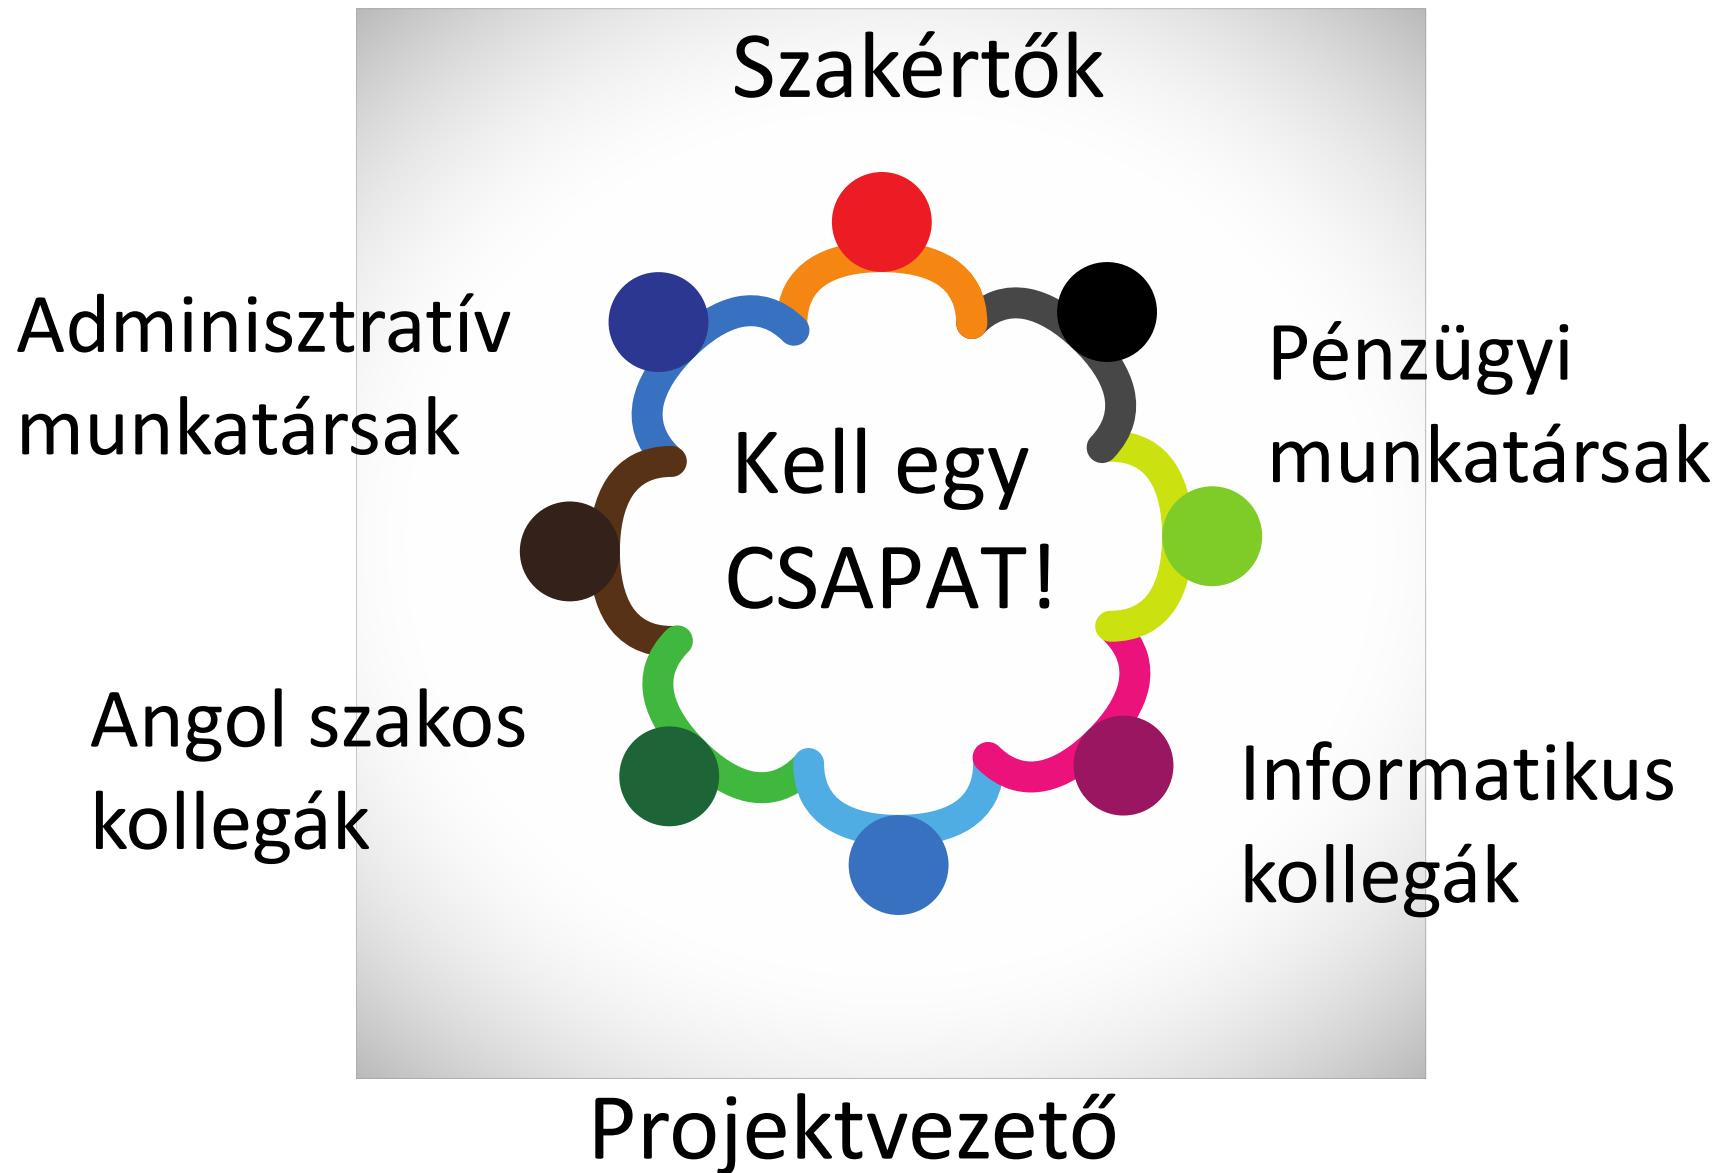 Szakértők
Adminisztratív
munkatársak
Pénzügyi
munkatársak
Kell egy
CSAPAT!
Angol szakos
kollegák
Informatikus
kollegák
Projektvezető